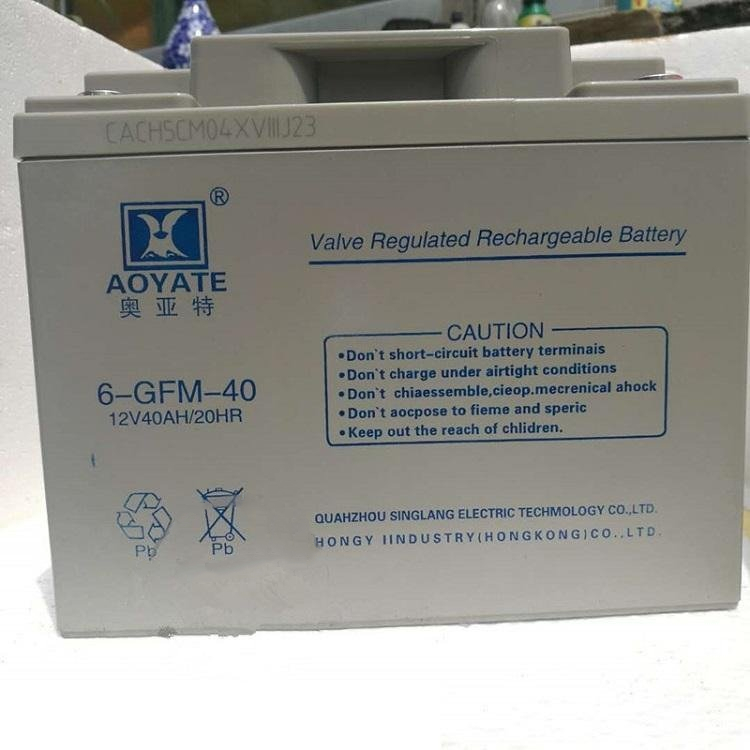 CACH5CM04XVIIIJ23
®
AOYATE
奥亚特
Valve Regulated Rechargeable Battery
6-GFM-40
12V40AH/20HR
CAUTION
•Don`t short-circuit battery terminais
•Don`t charge under airtight conditions
•Don`t chiaessemble,cieop.mecrenical ahock
•Don`t aocpose to fieme and speric
•Keep out the reach of chlidren.
Pb
Pb
QUAHZHOU SINGLANG ELECTRIC TECHMOLOGY CO.,LTD.
HONGY IINDUSTRY(HONGKONG)CO..,LTD.